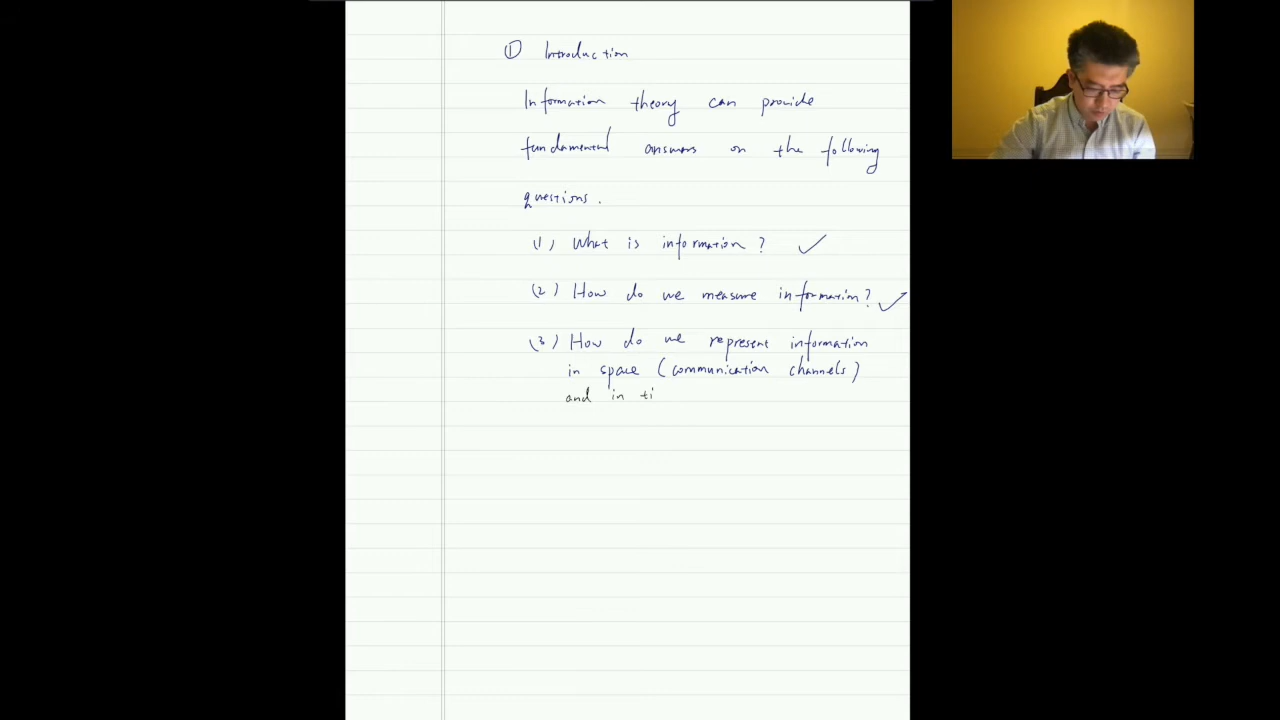 ① Introduction
Information theory can provide
fundamental answers on the following
questions.
(1) What is information? ✓
(2) How do we measure information? ✓
(3) How do we represent information
in space (communication channels)
and in ti